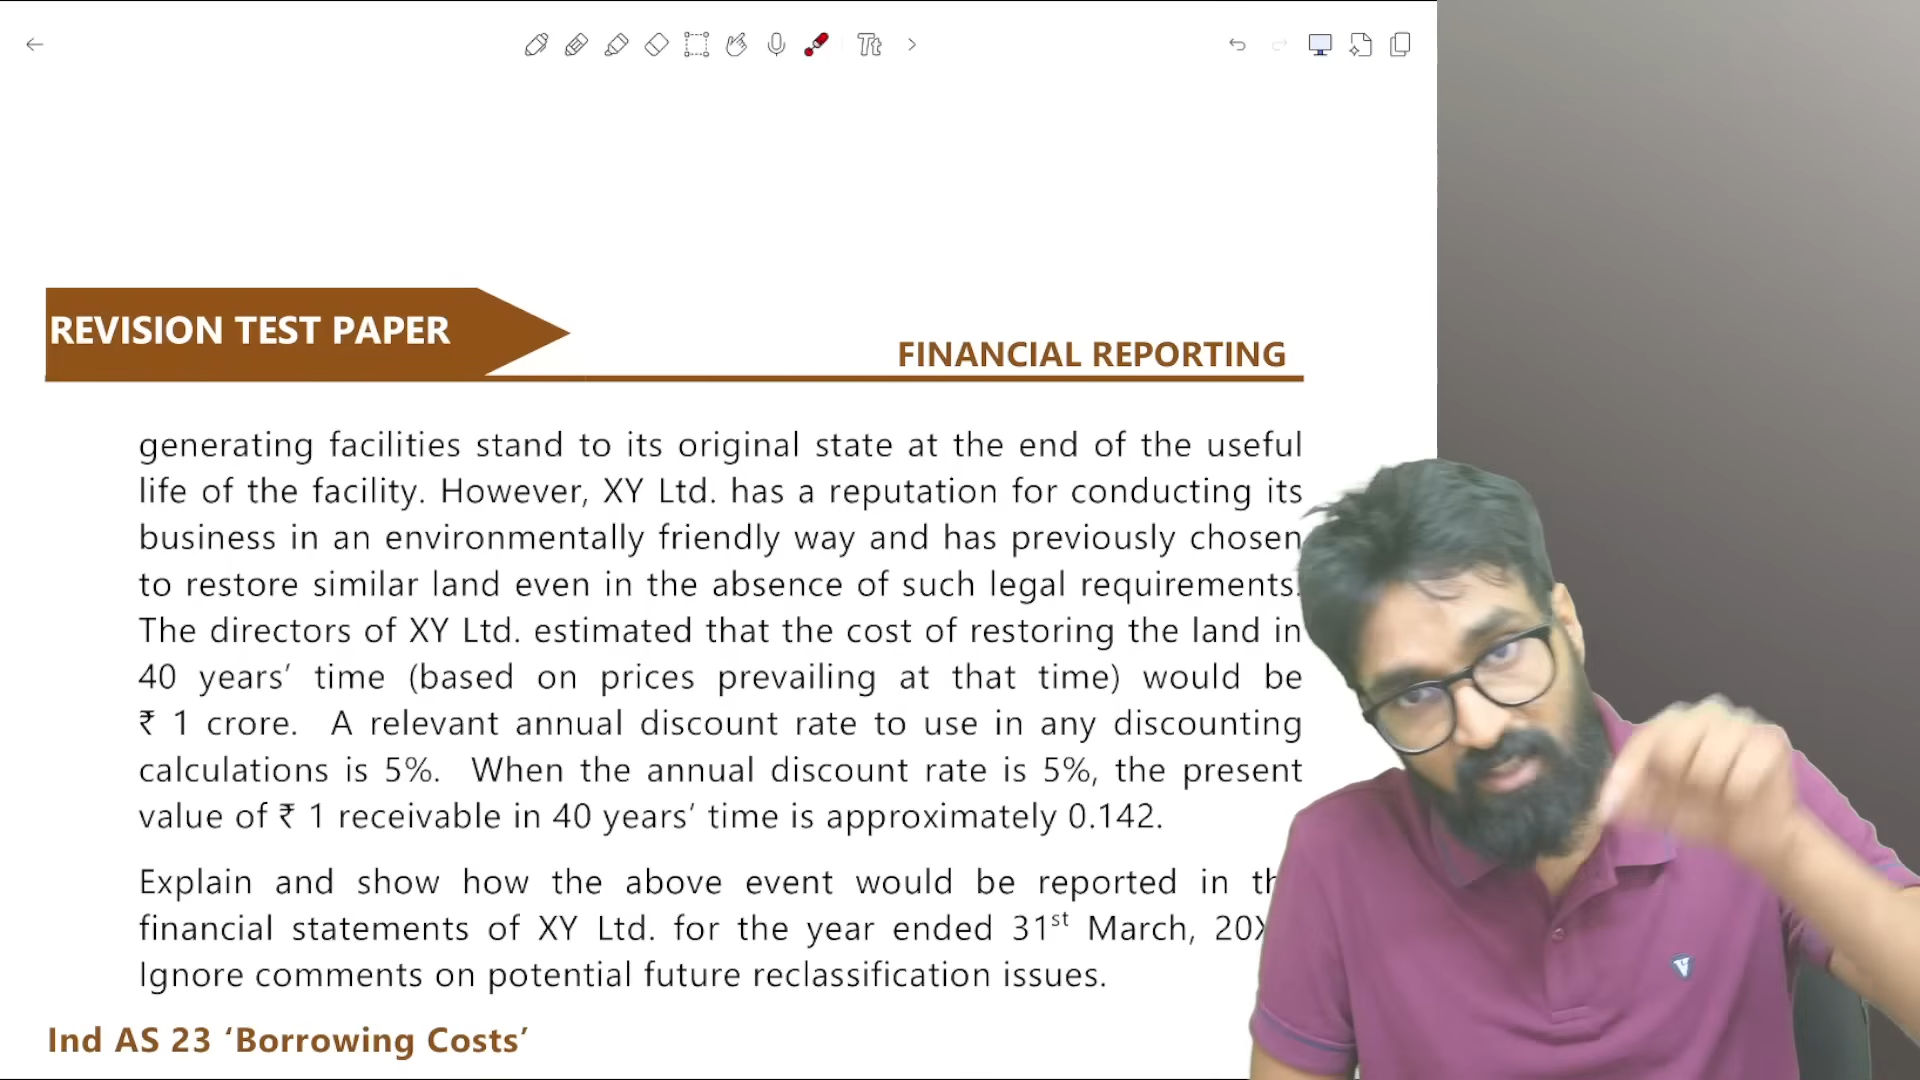 REVISION TEST PAPER
FINANCIAL REPORTING
generating facilities stand to its original state at the end of the useful
life of the facility. However, XY Ltd. has a reputation for conducting its
business in an environmentally friendly way and has previously chosen
to restore similar land even in the absence of such legal requirements.
The directors of XY Ltd. estimated that the cost of restoring the land in
40 years’ time (based on prices prevailing at that time) would be
₹ 1 crore. A relevant annual discount rate to use in any discounting
calculations is 5%. When the annual discount rate is 5%, the present
value of ₹ 1 receivable in 40 years’ time is approximately 0.142.
Explain and show how the above event would be reported in
financial statements of XY Ltd. for the year ended 31st March,
Ignore comments on potential future reclassification issues.
Ind AS 23 ‘Borrowing Costs’
Tt